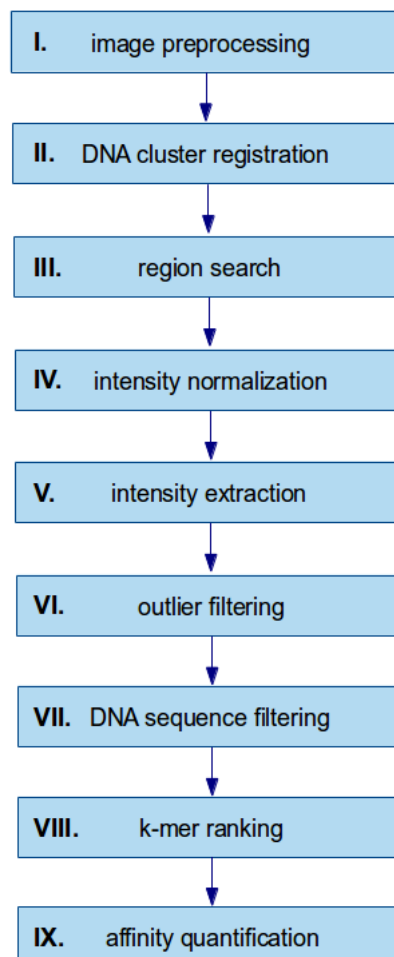 I. image preprocessing
II. DNA cluster registration
III. region search
IV. intensity normalization
V. intensity extraction
VI. outlier filtering
VII. DNA sequence filtering
VIII. k-mer ranking
IX. affinity quantification